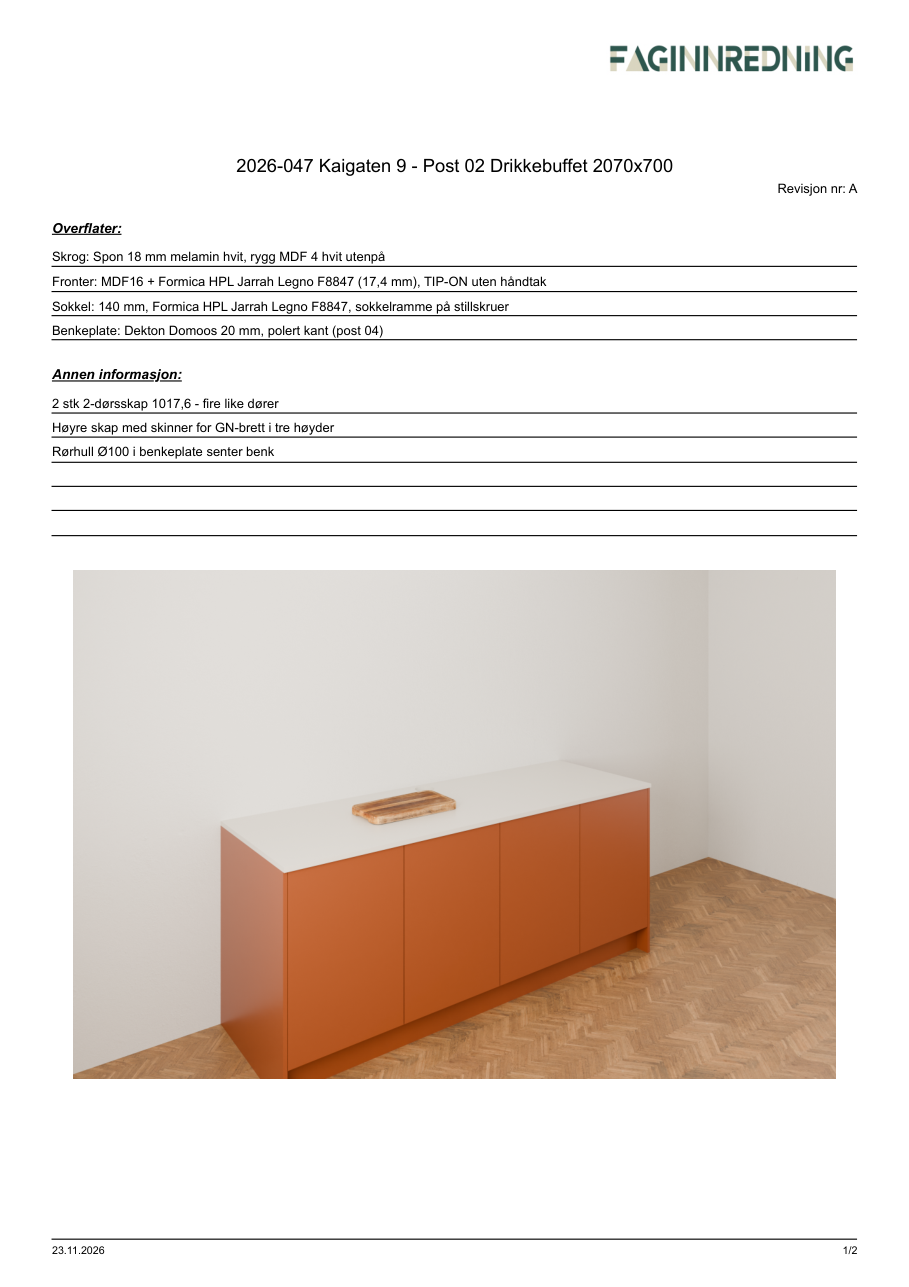 FAGINNREDNING
2026-047 Kaigaten 9 - Post 02 Drikkebuffet 2070x700
Revisjon nr: A
Overflater:
Skrog: Spon 18 mm melamin hvit, rygg MDF 4 hvit utenpå
Fronter: MDF16 + Formica HPL Jarrah Legno F8847 (17,4 mm), TIP-ON uten håndtak
Sokkel: 140 mm, Formica HPL Jarrah Legno F8847, sokkelramme på stillskruer
Benkeplate: Dekton Domoos 20 mm, polert kant (post 04)
Annen informasjon:
2 stk 2-dørsskap 1017,6 - fire like dører
Høyre skap med skinner for GN-brett i tre høyder
Rørhull Ø100 i benkeplate senter benk
23.11.2026
1/2